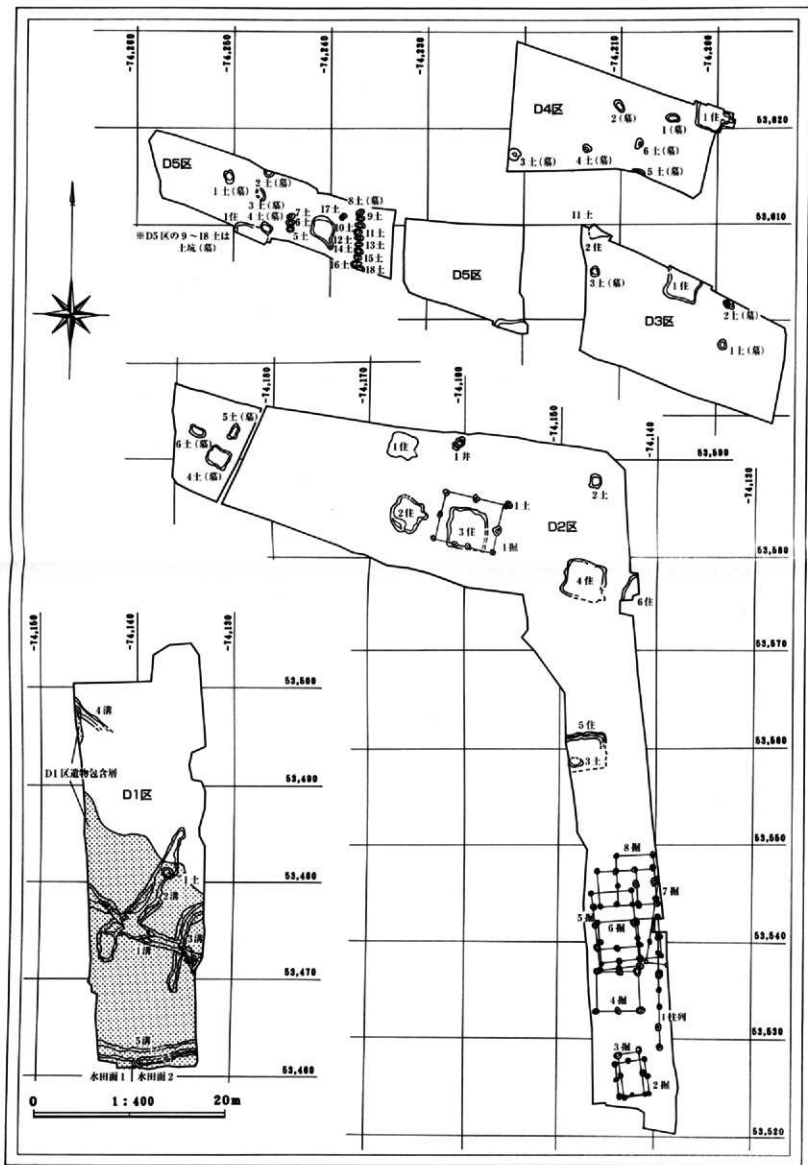 -74,260
-74,250
-74,240
-74,230
-74,210
-74,200
D4区
2(墓)
1(墓)
1住
53,620
3土(墓)
4土(墓)
6土(墓)
5土(墓)
D5区
1土(墓)
2土(墓)
3土(墓)
1住
4土(墓)
7土
6土
5土
17土
8土(墓)
9土
10土
11土
12土
13土
14土
15土
16土
18土
※D5区の9～18土は
土坑(墓)
D5区
53,610
11土
2住
3土(墓)
1住
2土(墓)
D3区
1土(墓)
-74,180
-74,170
-74,160
-74,150
-74,140
-74,130
5土(墓)
6土(墓)
4土(墓)
1住
1井
53,590
2土
2住
3住
1土
1掘
D2区
53,580
4住
6住
53,570
5住
3土
53,560
53,550
8掘
7掘
5掘
6掘
53,540
4掘
1柱列
53,530
3掘
2掘
53,520
-74,150
-74,140
-74,130
53,500
4溝
D1区遺物包含層
D1区
53,490
53,480
1土
2溝
3溝
1溝
53,470
5溝
水田面1
水田面2
53,460
0
1:400
20m